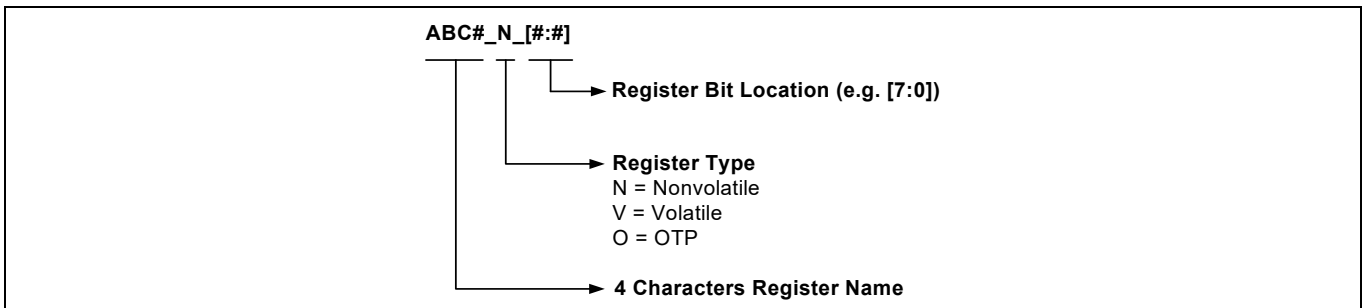 ABC#_N_[#:#]
Register Bit Location (e.g. [7:0])
Register Type
N = Nonvolatile
V = Volatile
O = OTP
4 Characters Register Name